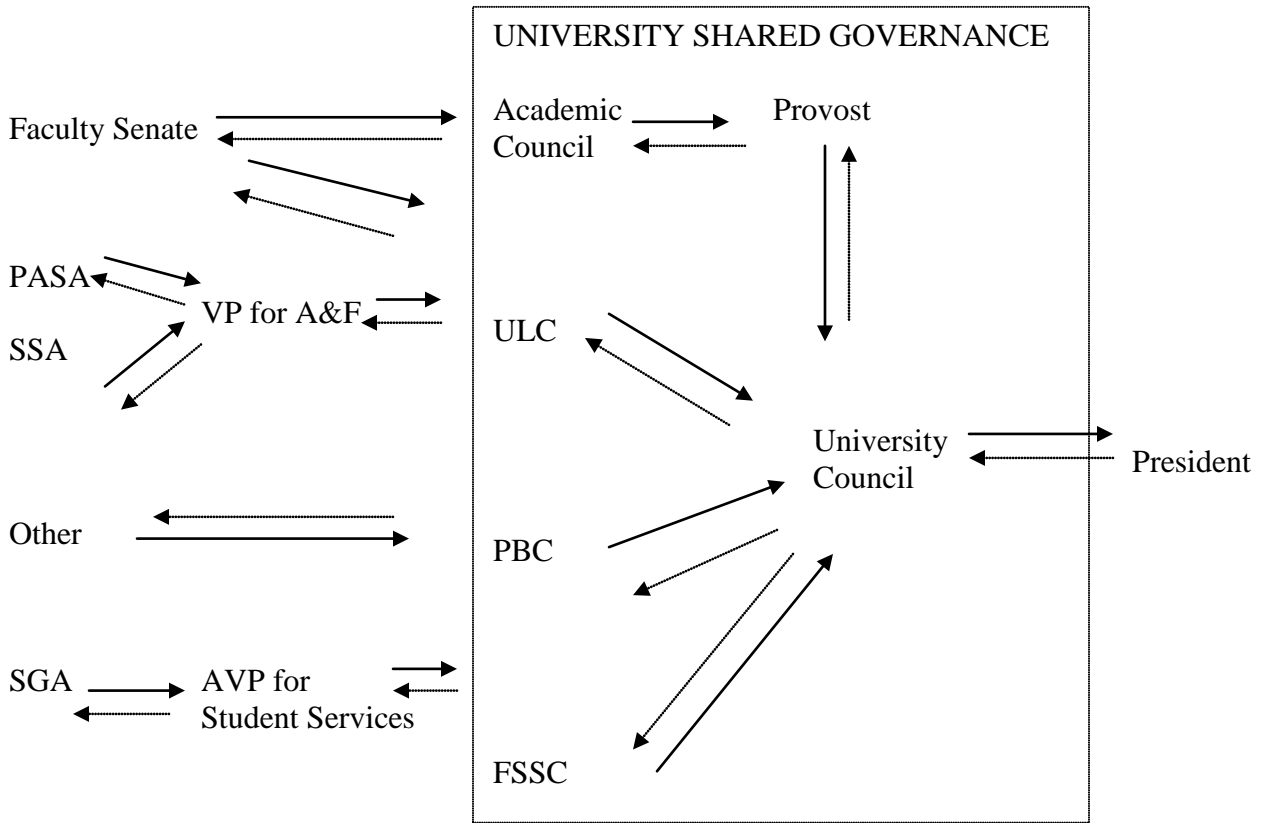 UNIVERSITY SHARED GOVERNANCE
Faculty Senate
Academic
Council
Provost
PASA
VP for A&F
SSA
ULC
University
Council
President
Other
PBC
SGA
AVP for
Student Services
FSSC